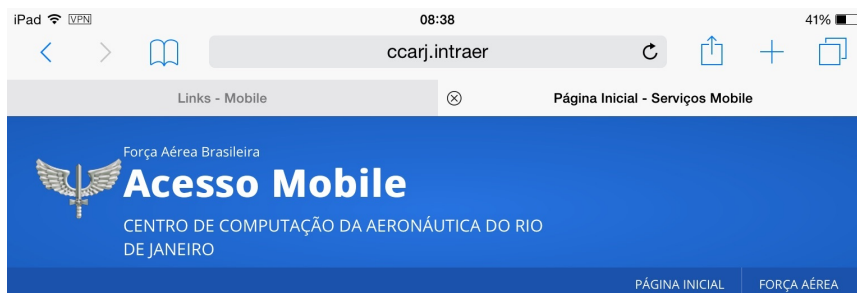 iPad VPN 08:38 41%
ccarj.intraer
Links - Mobile Página Inicial - Serviços Mobile
Força Aérea Brasileira
Acesso Mobile
CENTRO DE COMPUTAÇÃO DA AERONÁUTICA DO RIO
DE JANEIRO
PÁGINA INICIAL FORÇA AÉREA